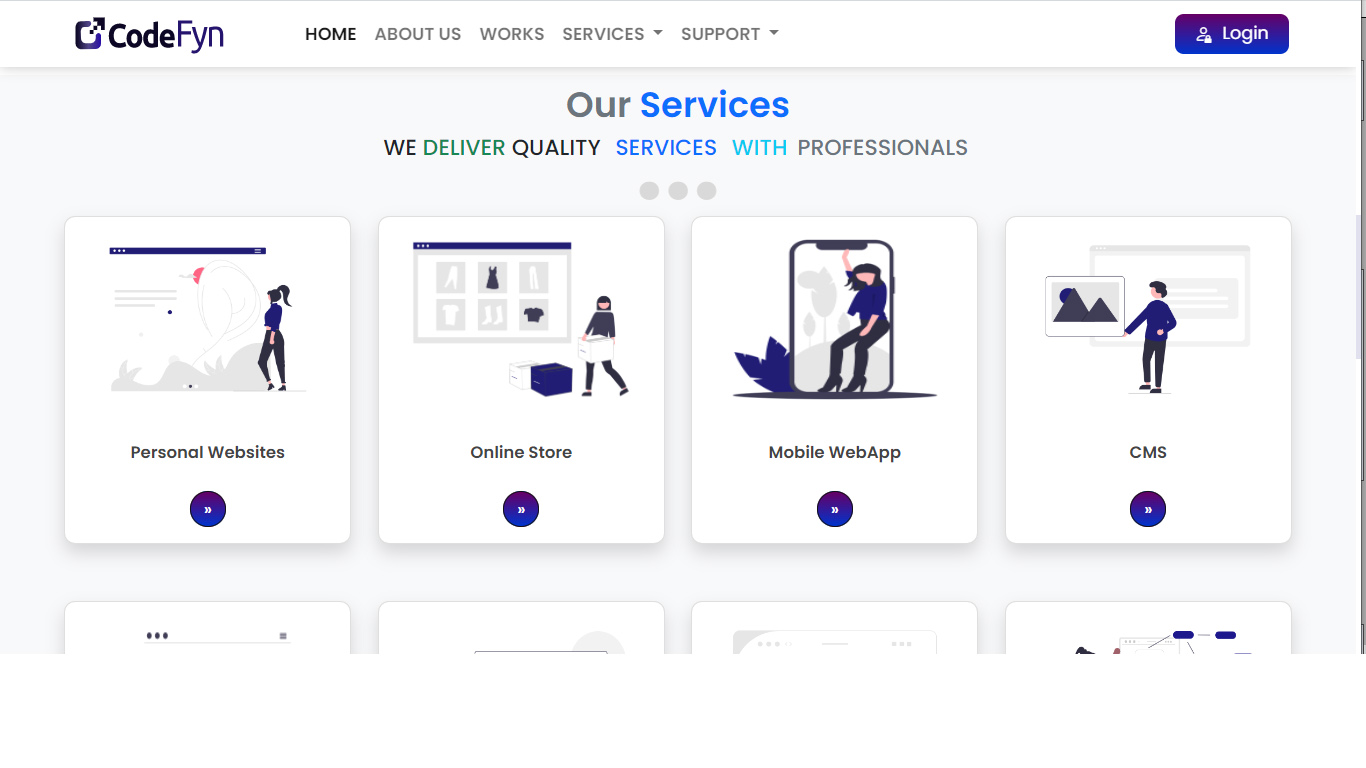 CodeFyn HOME ABOUT US WORKS SERVICES SUPPORT Login
Our Services
WE DELIVER QUALITY SERVICES WITH PROFESSIONALS
Personal Websites Online Store Mobile WebApp CMS
» » » »